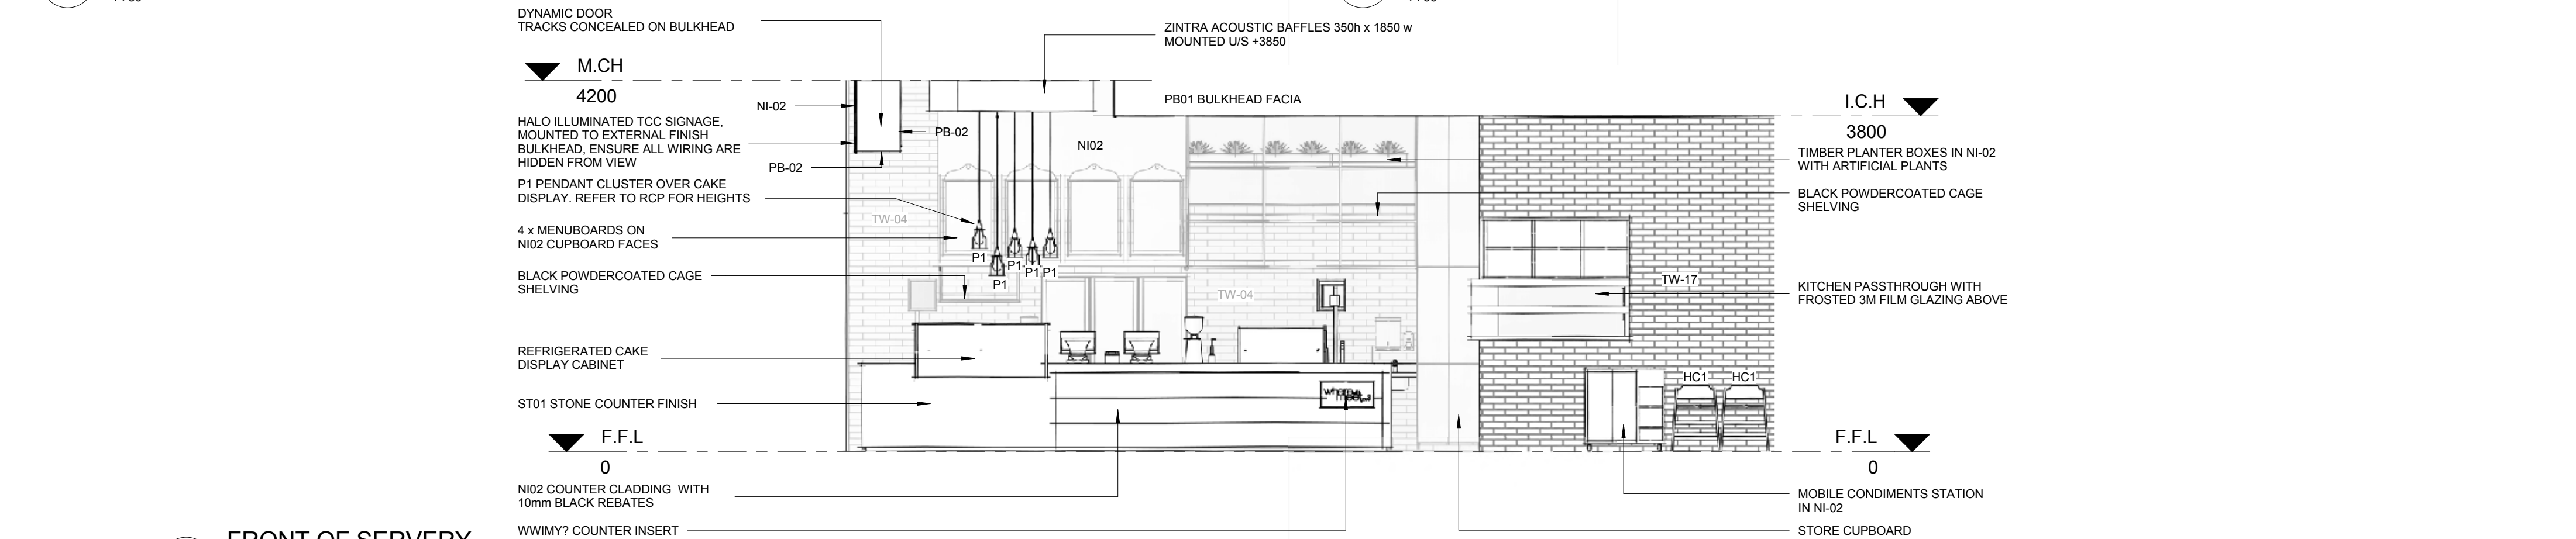 DYNAMIC DOOR
TRACKS CONCEALED ON BULKHEAD
ZINTRA ACOUSTIC BAFFLES 350h x 1850 w
MOUNTED U/S +3850
M.CH
4200
NI-02
PB-02
PB-02
PB01 BULKHEAD FACIA
I.C.H
3800
HALO ILLUMINATED TCC SIGNAGE,
MOUNTED TO EXTERNAL FINISH
BULKHEAD, ENSURE ALL WIRING ARE
HIDDEN FROM VIEW
NI02
TIMBER PLANTER BOXES IN NI-02
WITH ARTIFICIAL PLANTS
P1 PENDANT CLUSTER OVER CAKE
DISPLAY. REFER TO RCP FOR HEIGHTS
BLACK POWDERCOATED CAGE
SHELVING
TW-04
4 x MENUBOARDS ON
NI02 CUPBOARD FACES
P1
P1
P1
P1
P1
BLACK POWDERCOATED CAGE
SHELVING
TW-04
TW-17
KITCHEN PASSTHROUGH WITH
FROSTED 3M FILM GLAZING ABOVE
REFRIGERATED CAKE
DISPLAY CABINET
HC1
HC1
ST01 STONE COUNTER FINISH
F.F.L
0
F.F.L
0
NI02 COUNTER CLADDING WITH
10mm BLACK REBATES
MOBILE CONDIMENTS STATION
IN NI-02
WWIMY? COUNTER INSERT
STORE CUPBOARD
FRONT OF SERVERY